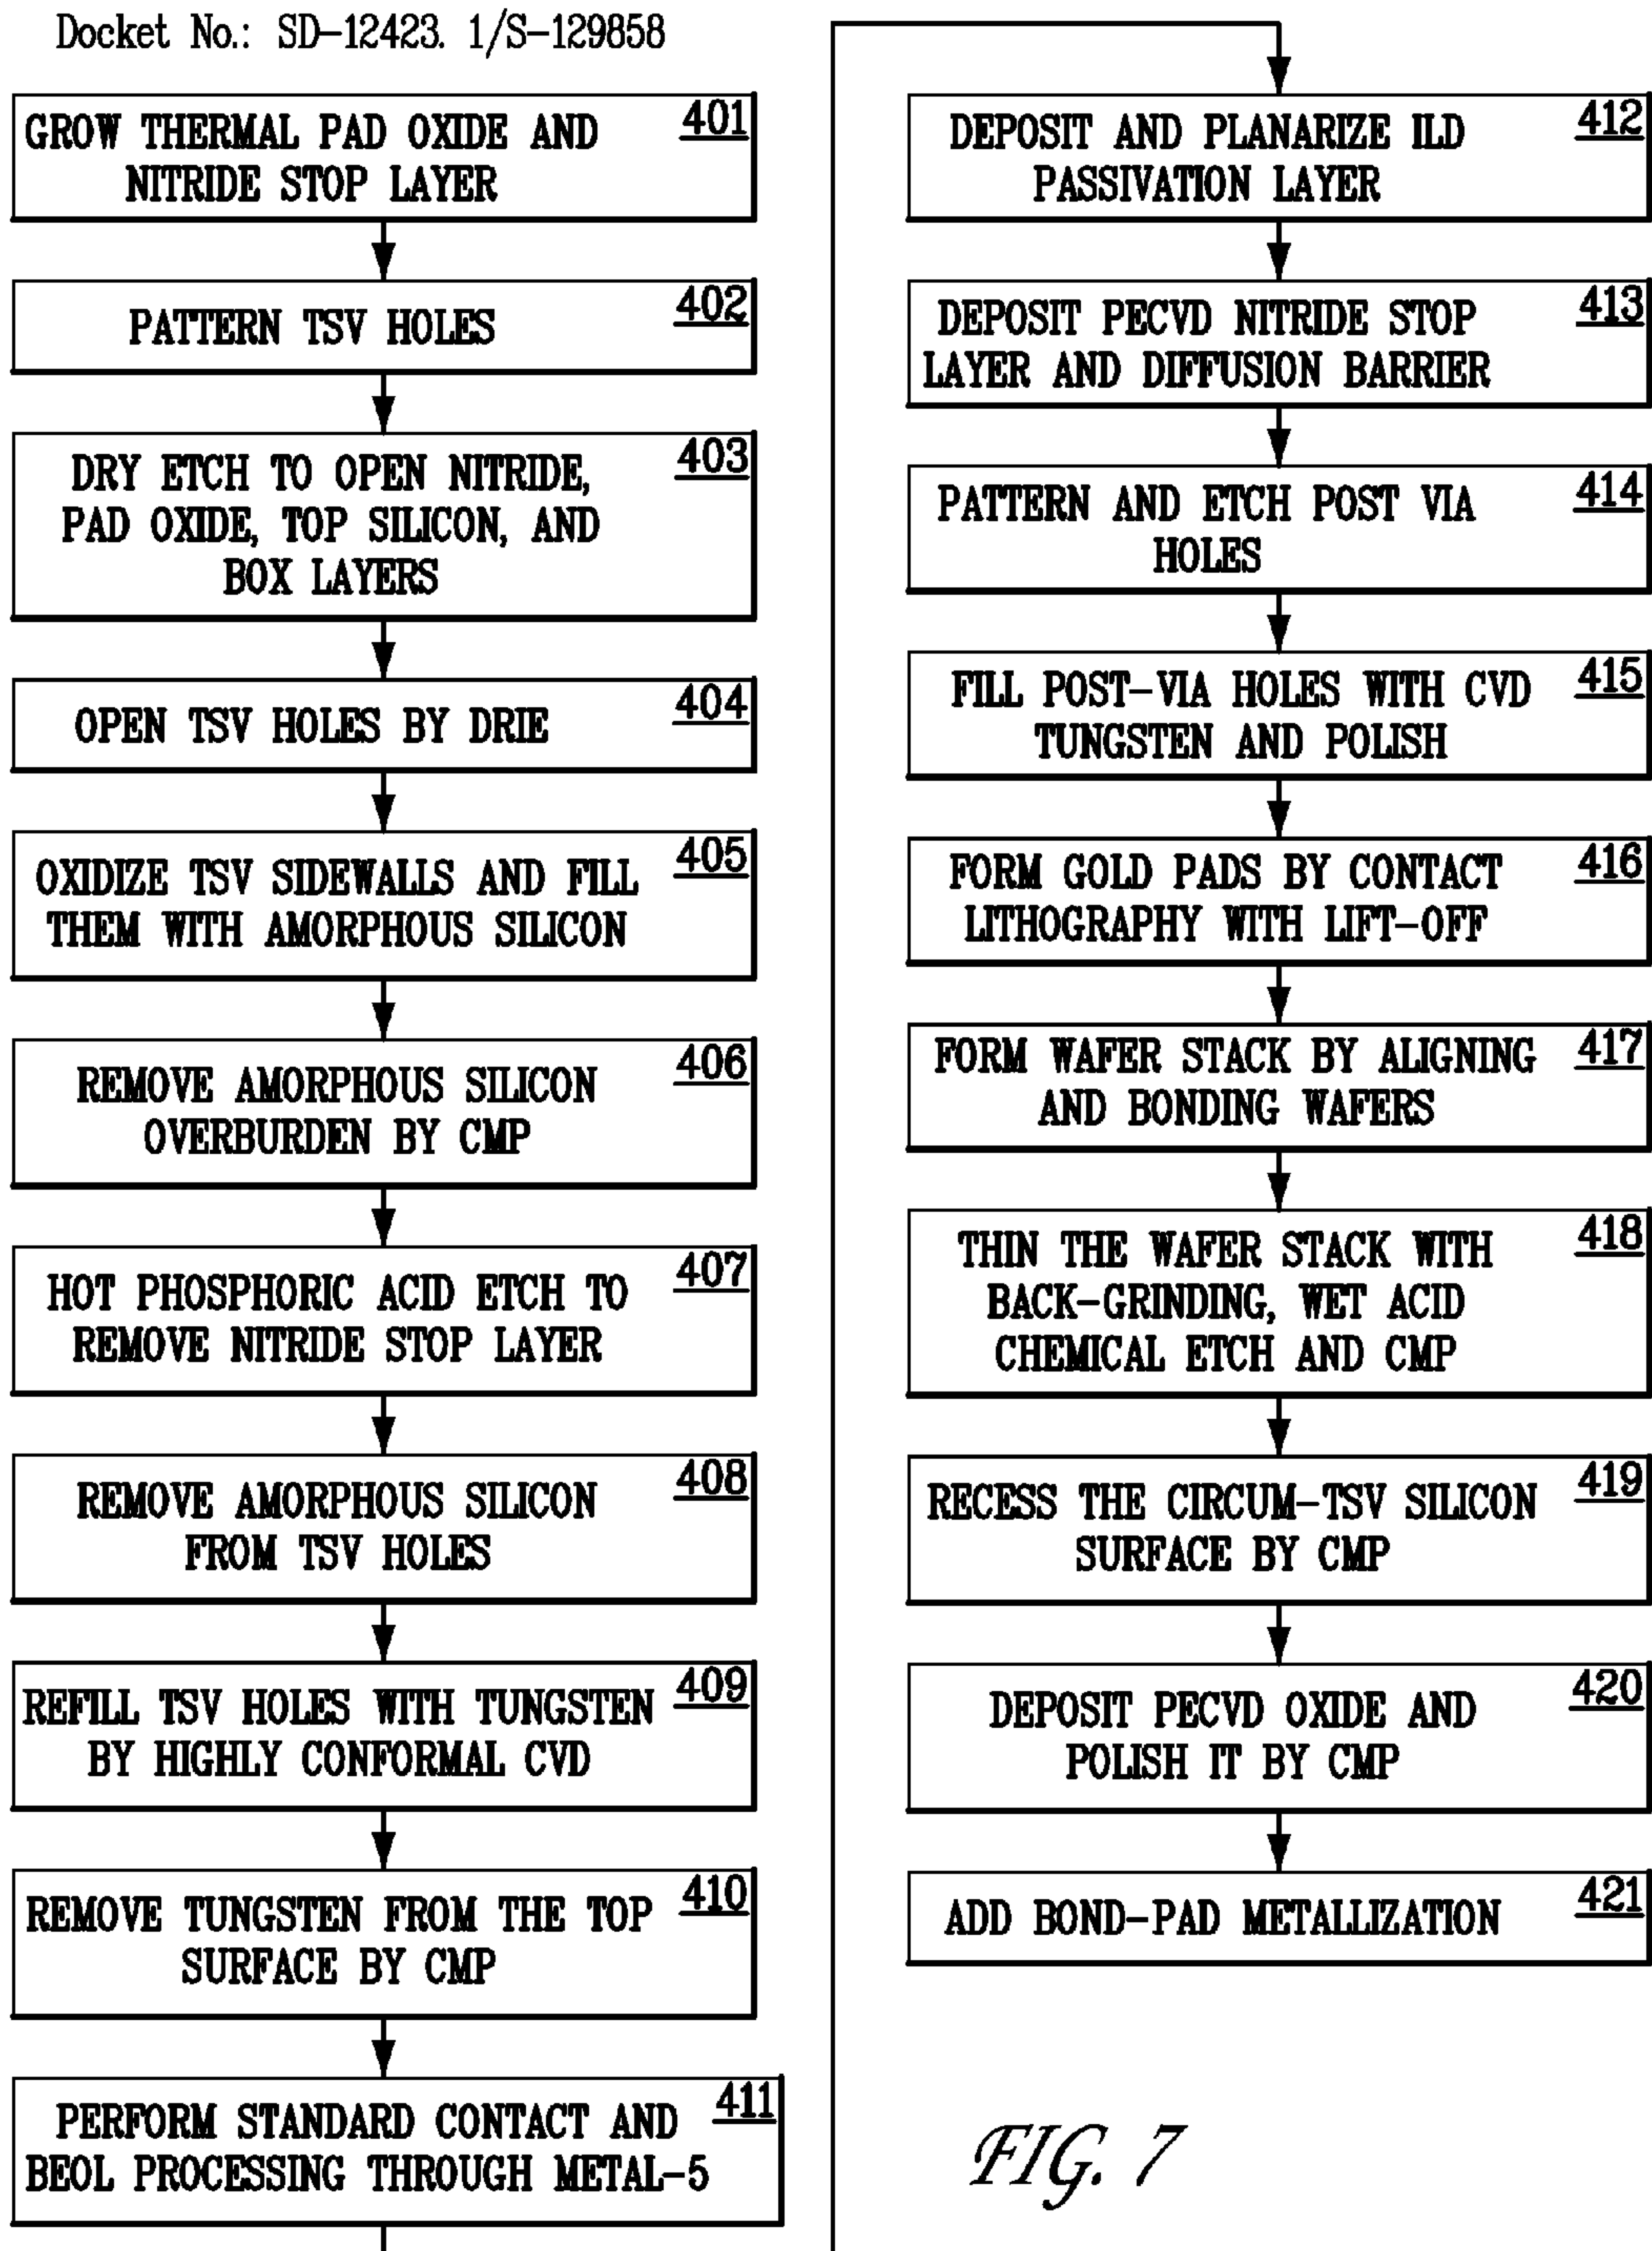 Docket No.: SD-12423. 1/S-129858
GROW THERMAL PAD OXIDE AND 401
NITRIDE STOP LAYER
PATTERN TSV HOLES 402
DRY ETCH TO OPEN NITRIDE, 403
PAD OXIDE, TOP SILICON, AND
BOX LAYERS
OPEN TSV HOLES BY DRIE 404
OXIDIZE TSV SIDEWALLS AND FILL 405
THEM WITH AMORPHOUS SILICON
REMOVE AMORPHOUS SILICON 406
OVERBURDEN BY CMP
HOT PHOSPHORIC ACID ETCH TO 407
REMOVE NITRIDE STOP LAYER
REMOVE AMORPHOUS SILICON 408
FROM TSV HOLES
REFILL TSV HOLES WITH TUNGSTEN 409
BY HIGHLY CONFORMAL CVD
REMOVE TUNGSTEN FROM THE TOP 410
SURFACE BY CMP
PERFORM STANDARD CONTACT AND 411
BEOL PROCESSING THROUGH METAL-5
DEPOSIT AND PLANARIZE ILD 412
PASSIVATION LAYER
DEPOSIT PECVD NITRIDE STOP 413
LAYER AND DIFFUSION BARRIER
PATTERN AND ETCH POST VIA 414
HOLES
FILL POST-VIA HOLES WITH CVD 415
TUNGSTEN AND POLISH
FORM GOLD PADS BY CONTACT 416
LITHOGRAPHY WITH LIFT-OFF
FORM WAFER STACK BY ALIGNING 417
AND BONDING WAFERS
THIN THE WAFER STACK WITH 418
BACK-GRINDING, WET ACID
CHEMICAL ETCH AND CMP
RECESS THE CIRCUM-TSV SILICON 419
SURFACE BY CMP
DEPOSIT PECVD OXIDE AND 420
POLISH IT BY CMP
ADD BOND-PAD METALLIZATION 421
FIG. 7